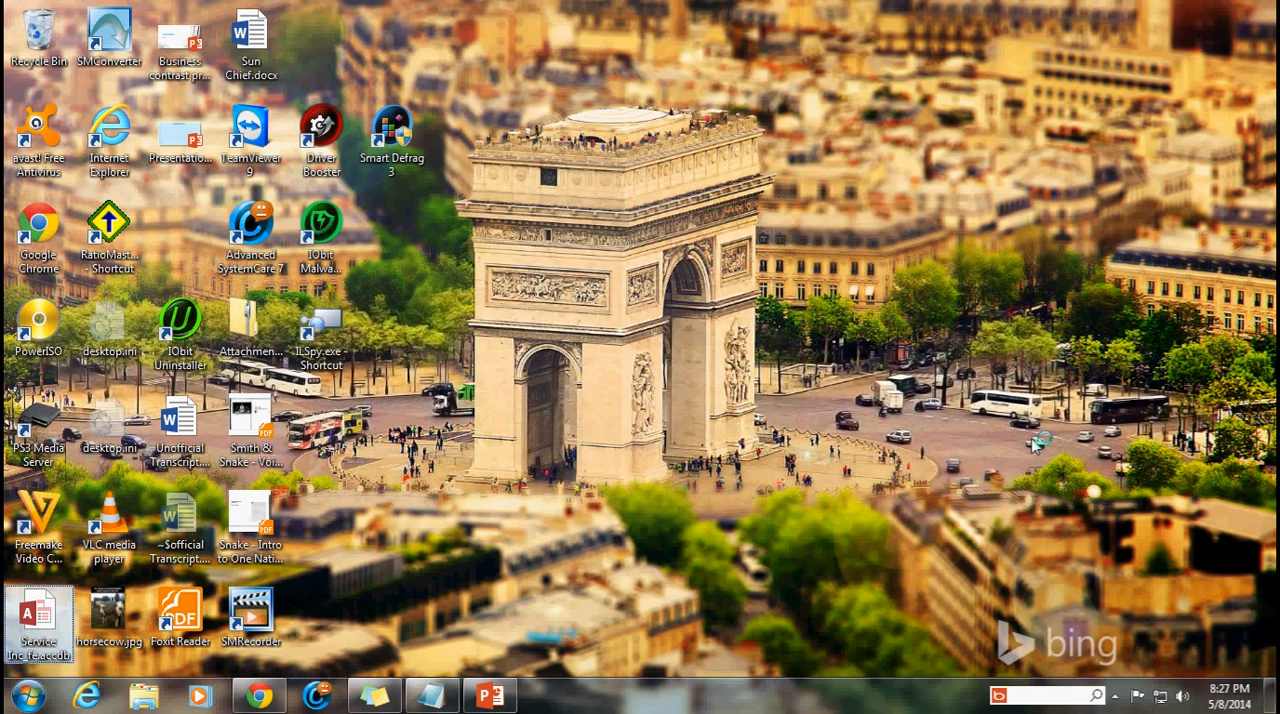 Recycle Bin
SMConverter
Business
contrast pr...
Sun
Chief.docx
avast! Free
Antivirus
Internet
Explorer
Presentatio...
TeamViewer
9
Driver
Booster
Smart Defrag
3
Google
Chrome
RatioMast...
- Shortcut
Advanced
SystemCare 7
IObit
Malwa...
PowerISO
desktop.ini
IObit
Uninstaller
Attachmen...
ILSpy.exe -
Shortcut
PS3 Media
Server
desktop.ini
Unofficial
Transcript...
Smith &
Snake - Voi...
Freemake
Video C...
VLC media
player
~$official
Transcript...
Snake - Intro
to One Nati...
Service
Inc_fe.accdb
horsecow.jpg
Foxit Reader
SMRecorder
bing
8:27 PM
5/8/2014